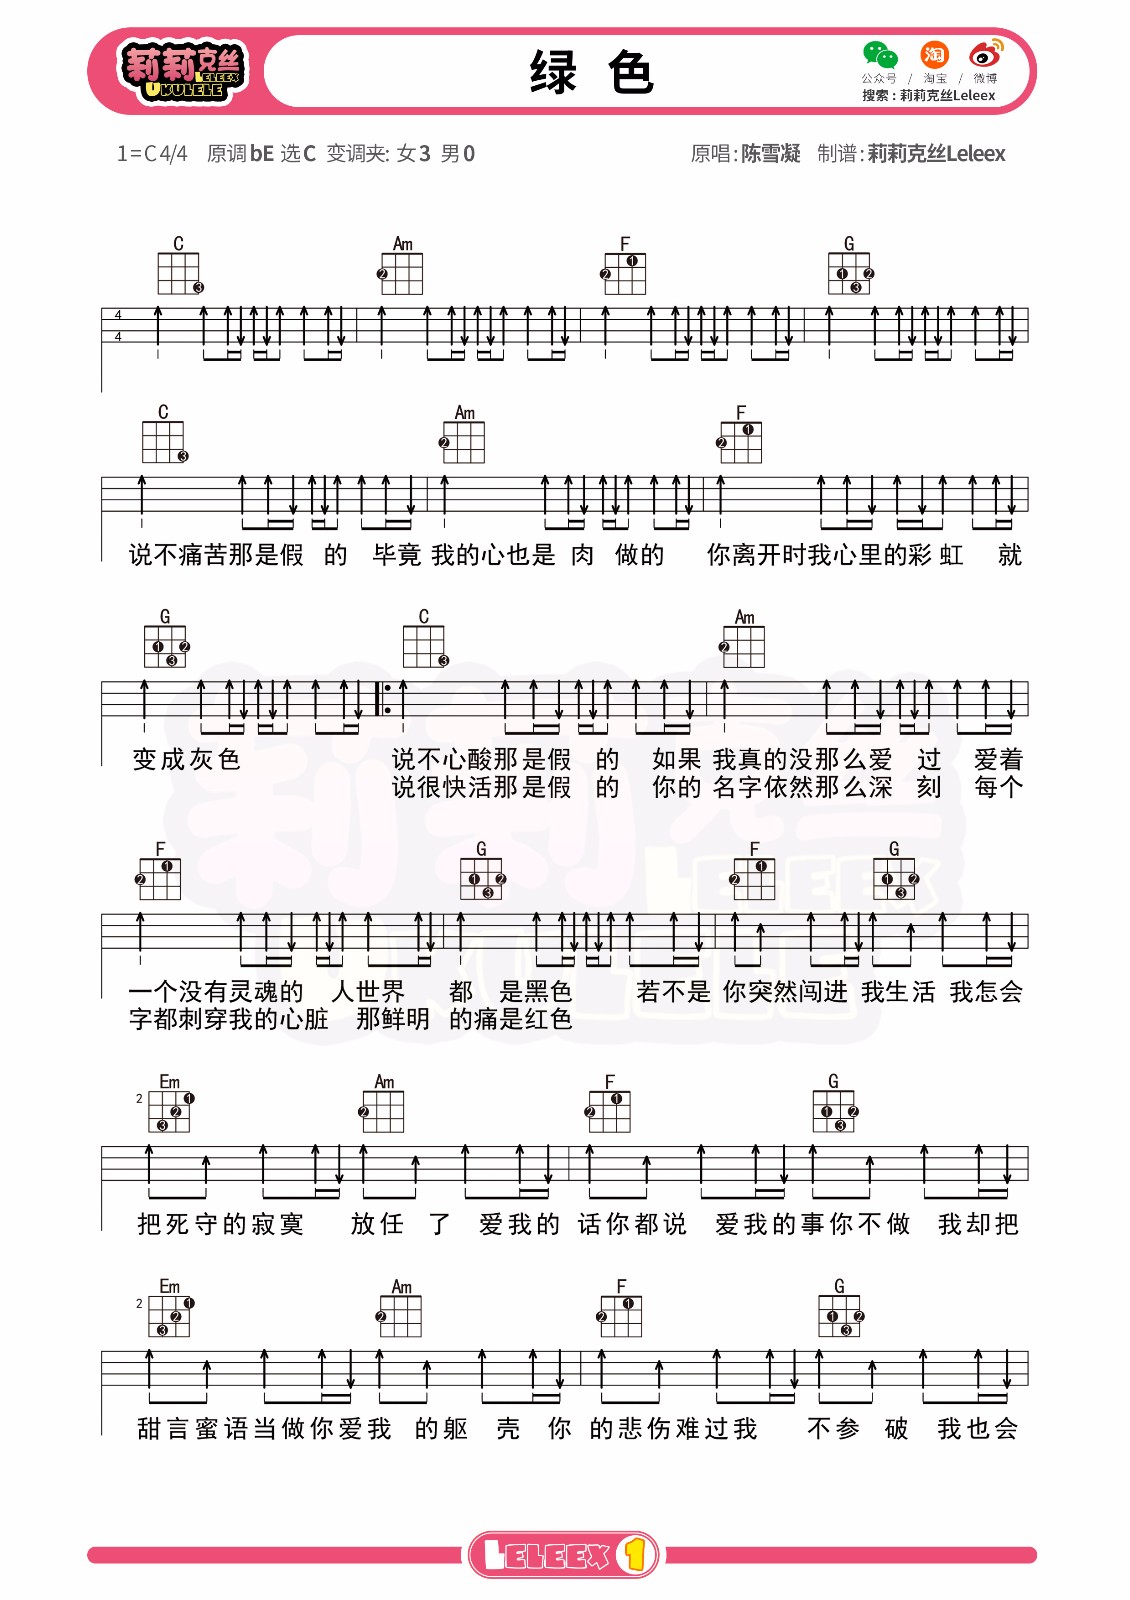 莉莉克丝
LELEEX
UKULELE
绿 色
公众号 / 淘宝 / 微博
搜索：莉莉克丝Leleex
1=C 4/4 原调bE 选C 变调夹: 女3 男0
原唱:陈雪凝 制谱:莉莉克丝Leleex
C Am F G
4
4
C Am F
说不痛苦那是假 的 毕竟 我的心也是 肉 做的 你离开时我心里的彩 虹 就
G C Am
变成灰色 说不心酸那是假 的 如果 我真的没那么爱 过 爱着
说很快活那是假 的 你的 名字依然那么深 刻 每个
F G F G
一个没有灵魂的 人世界 都 是黑色 若不是 你突然闯进 我生活 我怎会
字都刺穿我的心脏 那鲜明 的痛是红色
Em Am F G
2
把死守的寂寞 放任 了 爱我的 话你都说 爱我的事你不做 我却把
Em Am F G
2
甜言蜜语当做你爱我 的躯 壳 你 的悲伤难过我 不参 破 我也会
LELEEX 1